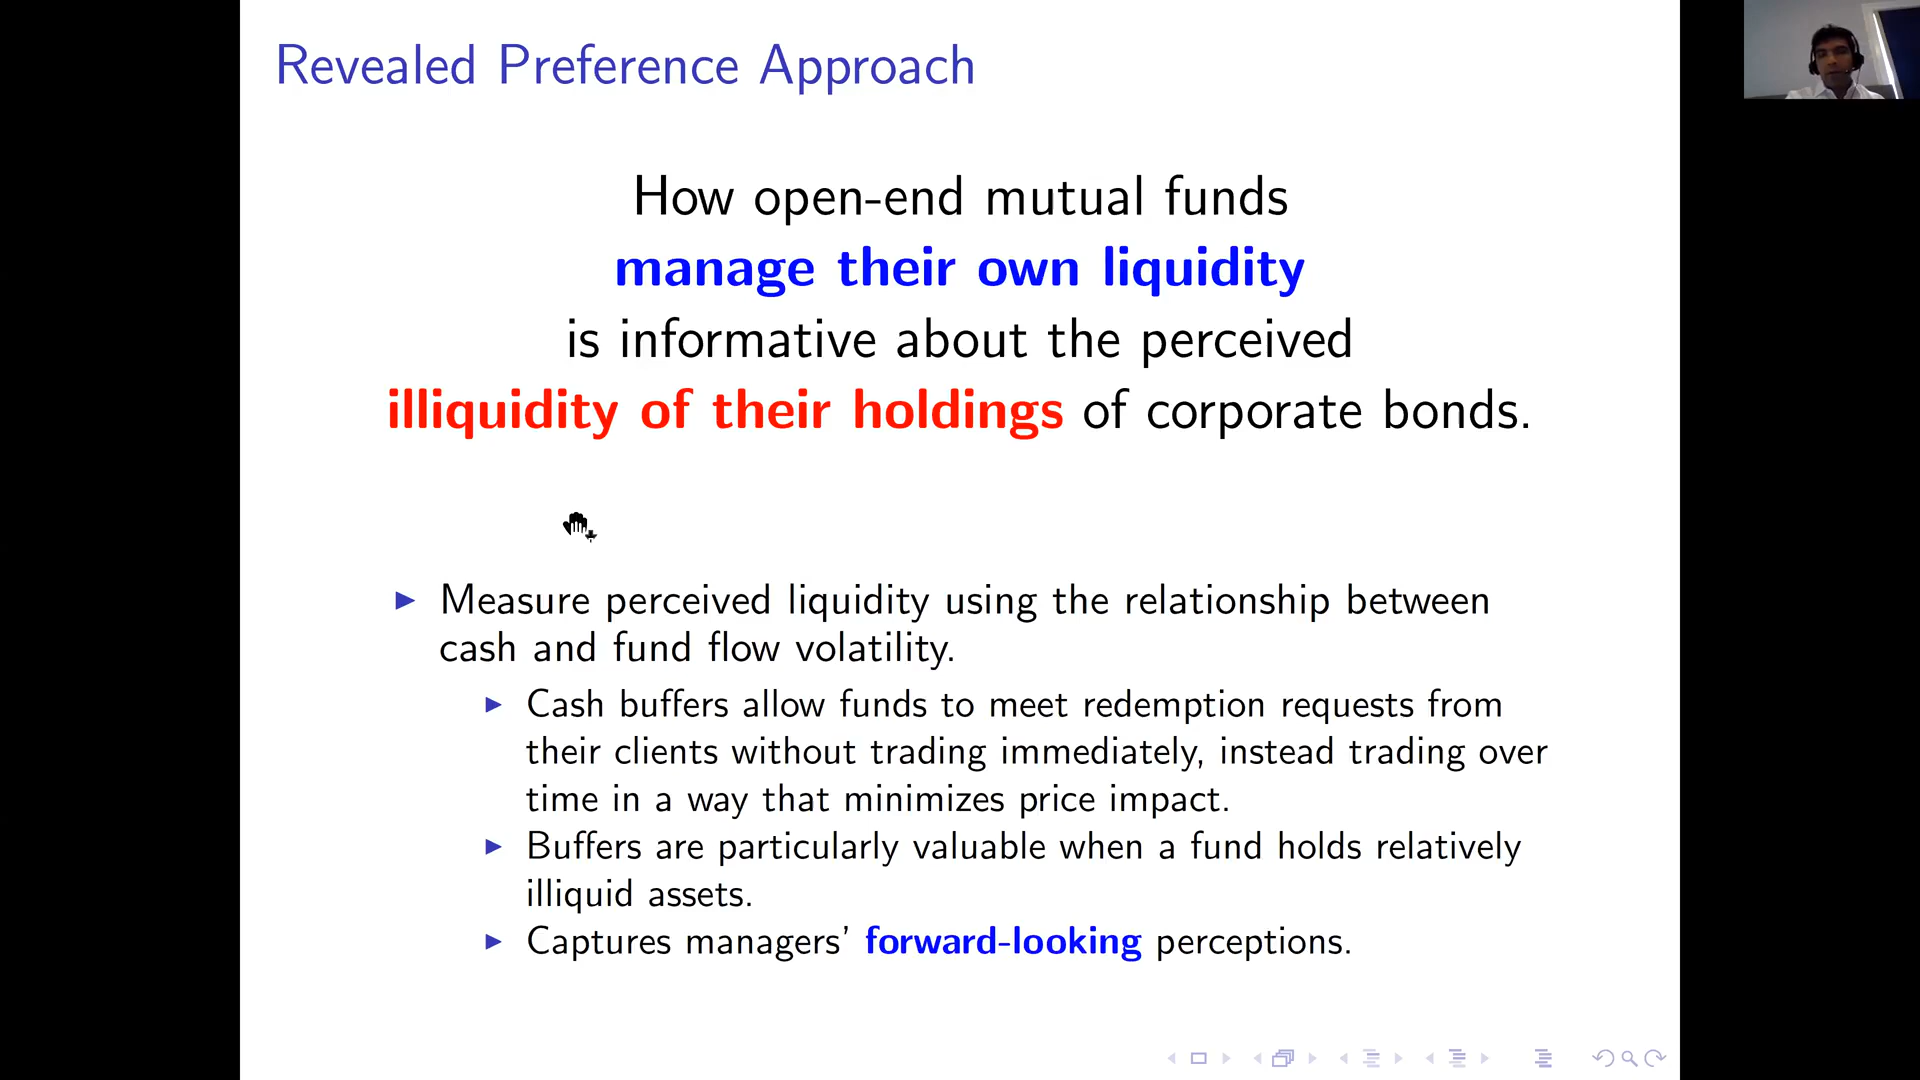 Revealed Preference Approach
How open-end mutual funds
manage their own liquidity
is informative about the perceived
illiquidity of their holdings of corporate bonds.
Measure perceived liquidity using the relationship between
cash and fund flow volatility.
Cash buffers allow funds to meet redemption requests from
their clients without trading immediately, instead trading over
time in a way that minimizes price impact.
Buffers are particularly valuable when a fund holds relatively
illiquid assets.
Captures managers' forward-looking perceptions.